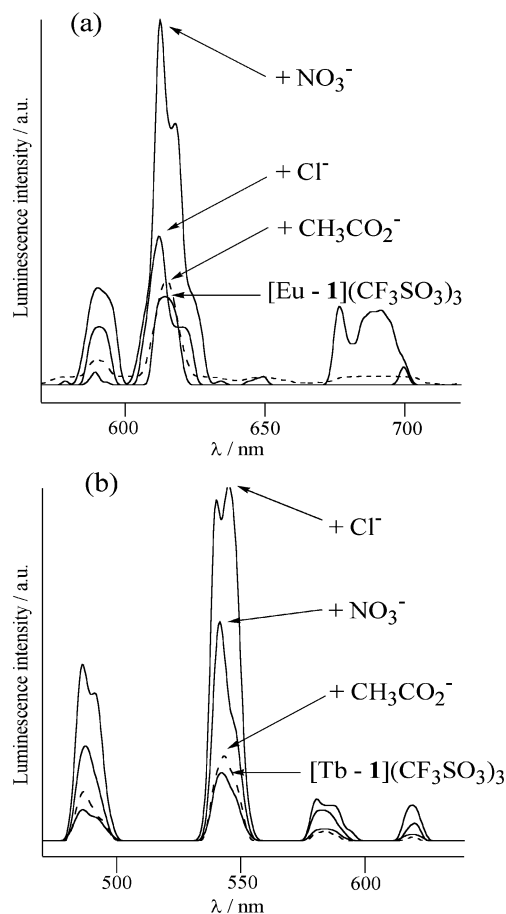 (a)
Luminescence intensity / a.u.
+ NO₃⁻
+ Cl⁻
+ CH₃CO₂⁻
[Eu - 1](CF₃SO₃)₃
600 650 700
λ / nm
(b)
Luminescence intensity / a.u.
+ Cl⁻
+ NO₃⁻
+ CH₃CO₂⁻
[Tb - 1](CF₃SO₃)₃
500 550 600
λ / nm